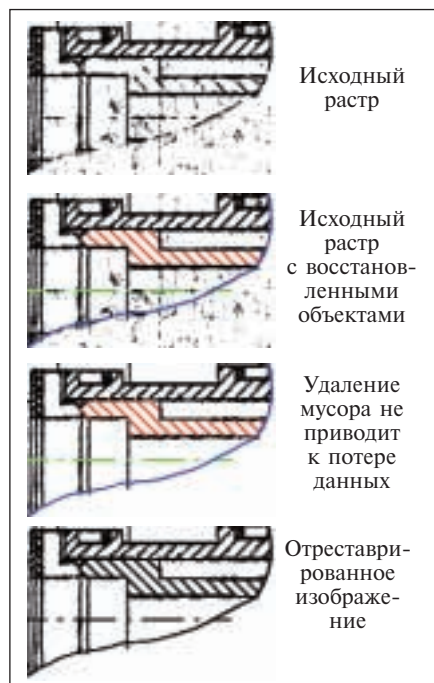 Исходный
растр
Исходный
растр
с восстанов-
ленными
объектами
Удаление
мусора не
приводит
к потере
данных
Отреставри-
рованное
изображе-
ние